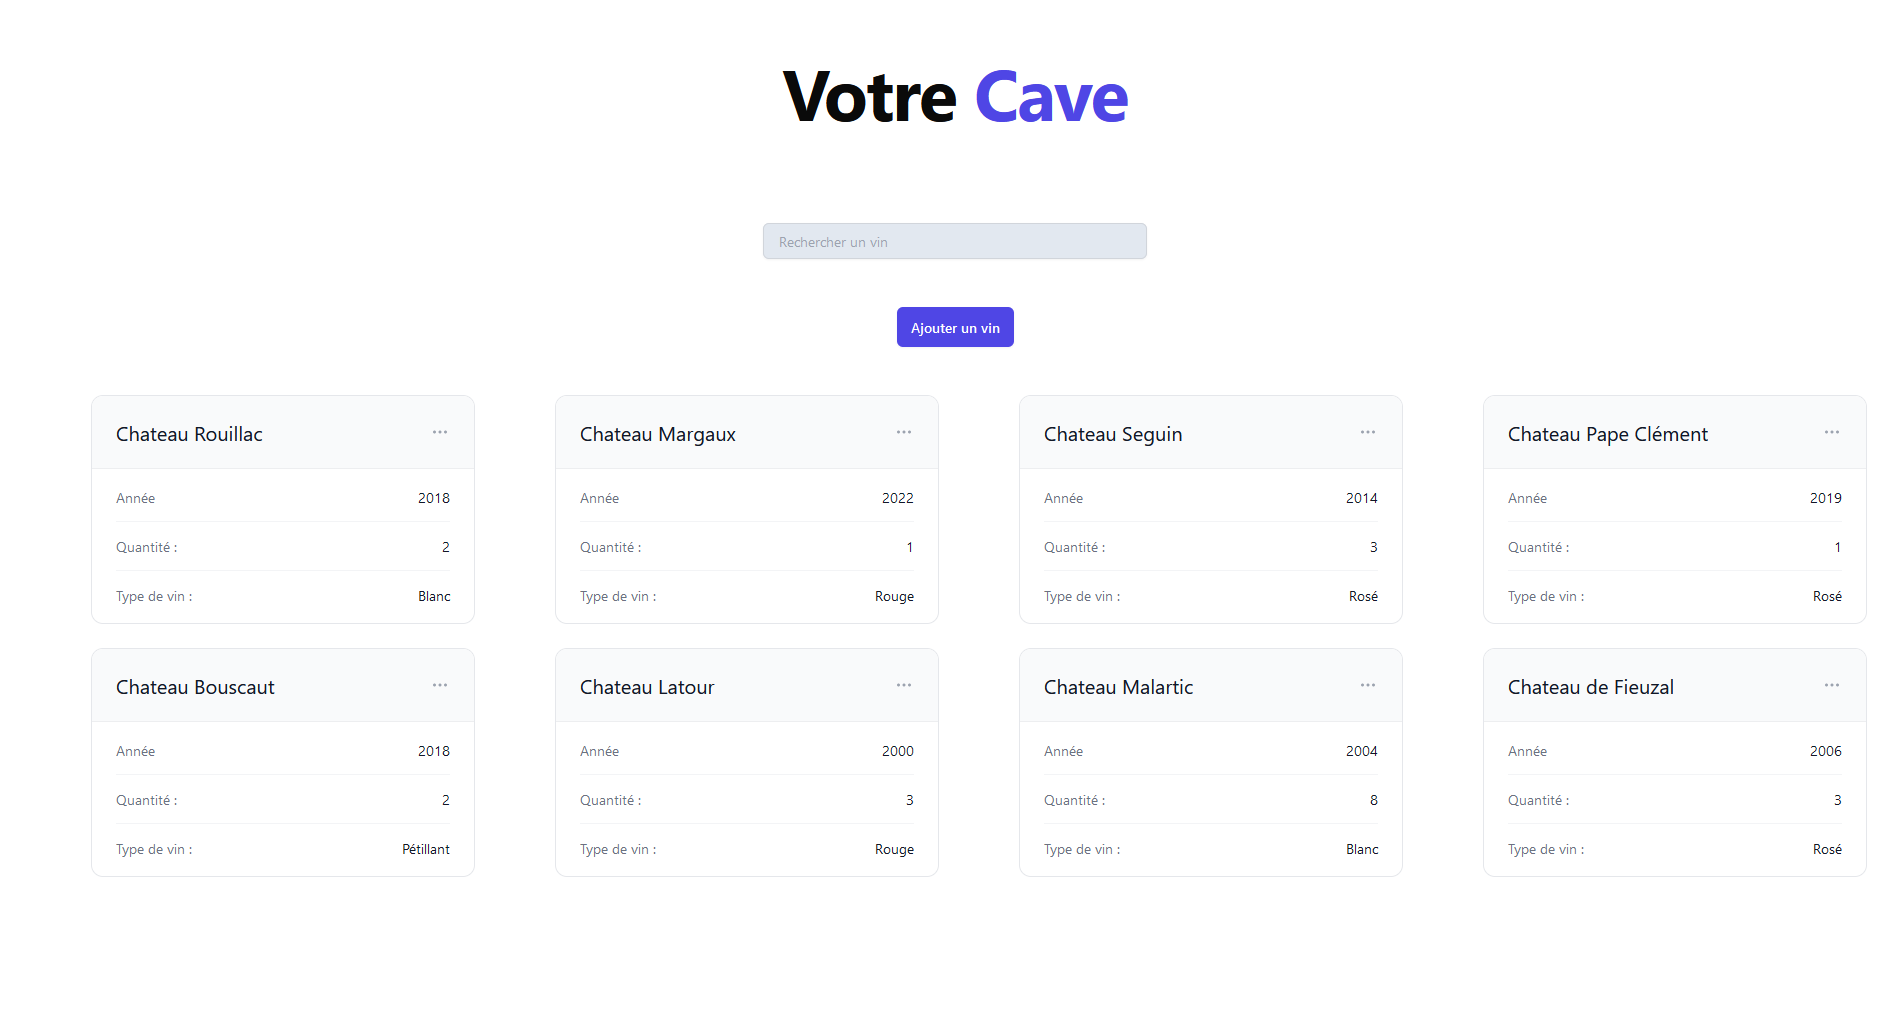 Votre Cave
Rechercher un vin
Ajouter un vin
Chateau Rouillac
Année 2018
Quantité : 2
Type de vin : Blanc
Chateau Margaux
Année 2022
Quantité : 1
Type de vin : Rouge
Chateau Seguin
Année 2014
Quantité : 3
Type de vin : Rosé
Chateau Pape Clément
Année 2019
Quantité : 1
Type de vin : Rosé
Chateau Bouscaut
Année 2018
Quantité : 2
Type de vin : Pétillant
Chateau Latour
Année 2000
Quantité : 3
Type de vin : Rouge
Chateau Malartic
Année 2004
Quantité : 8
Type de vin : Blanc
Chateau de Fieuzal
Année 2006
Quantité : 3
Type de vin : Rosé